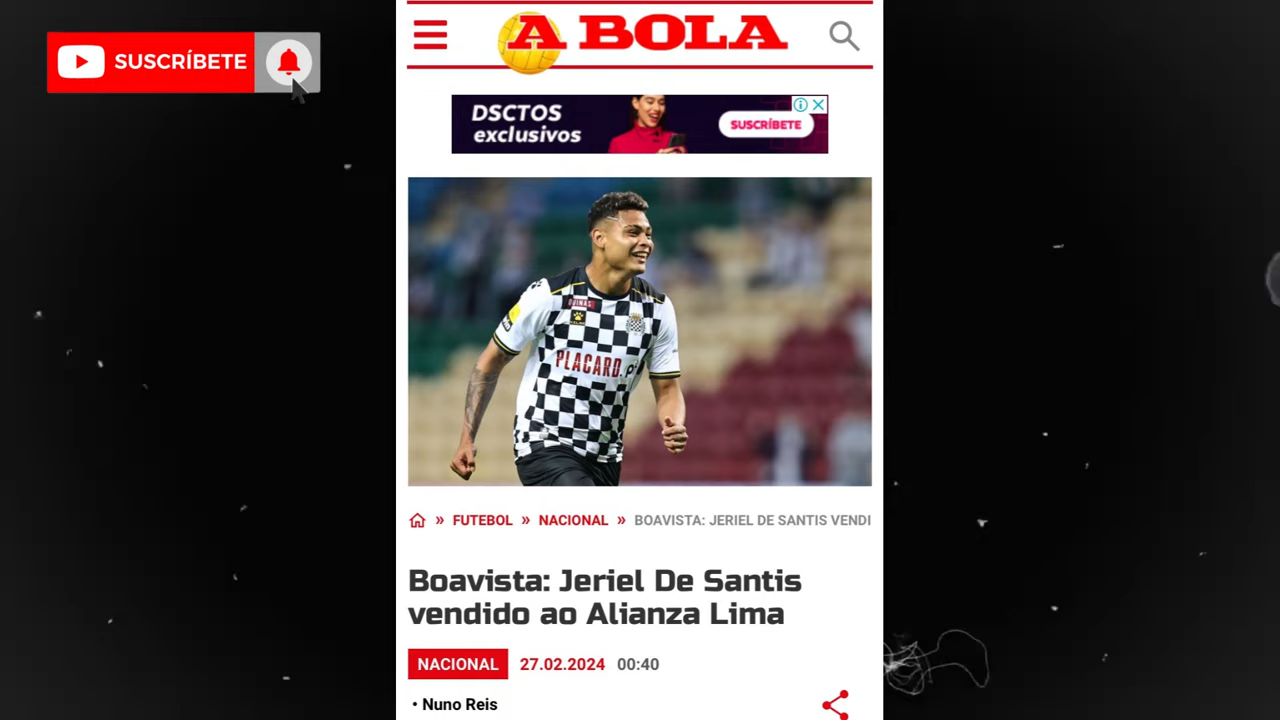 SUSCRÍBETE
A BOLA
DSCTOS
exclusivos
SUSCRÍBETE
PLACARD.
FUTEBOL » NACIONAL » BOAVISTA: JERIEL DE SANTIS VENDI
Boavista: Jeriel De Santis
vendido ao Alianza Lima
NACIONAL 27.02.2024 00:40
• Nuno Reis